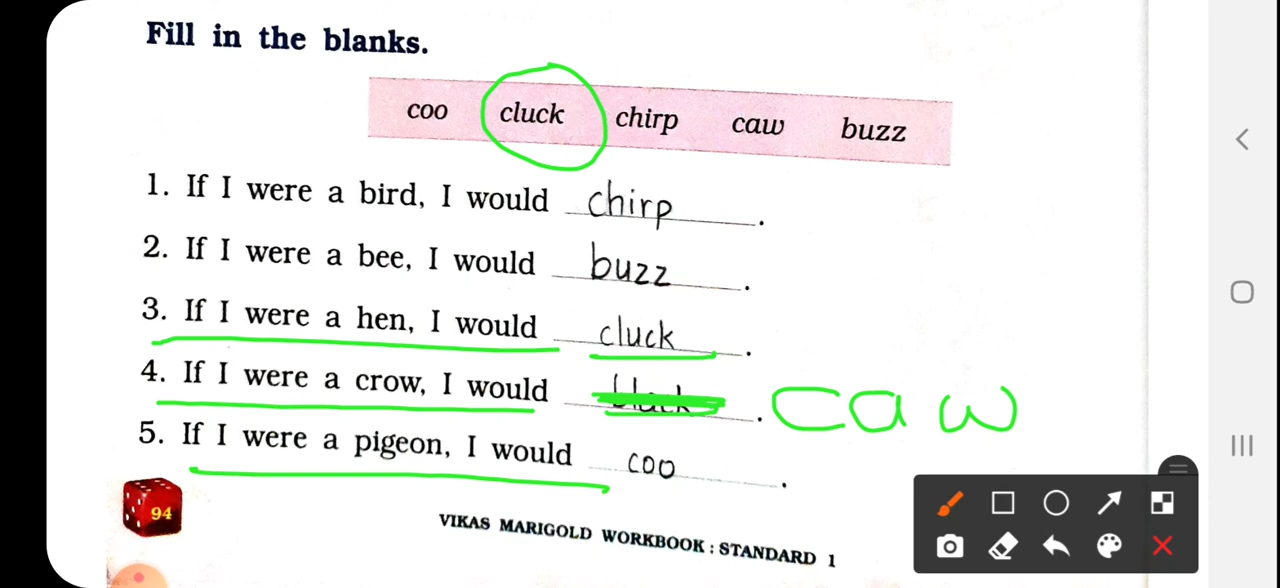 Fill in the blanks.
coo cluck chirp caw buzz
1. If I were a bird, I would chirp.
2. If I were a bee, I would buzz.
3. If I were a hen, I would cluck.
4. If I were a crow, I would black. caw
5. If I were a pigeon, I would coo.
94
VIKAS MARIGOLD WORKBOOK : STANDARD 1